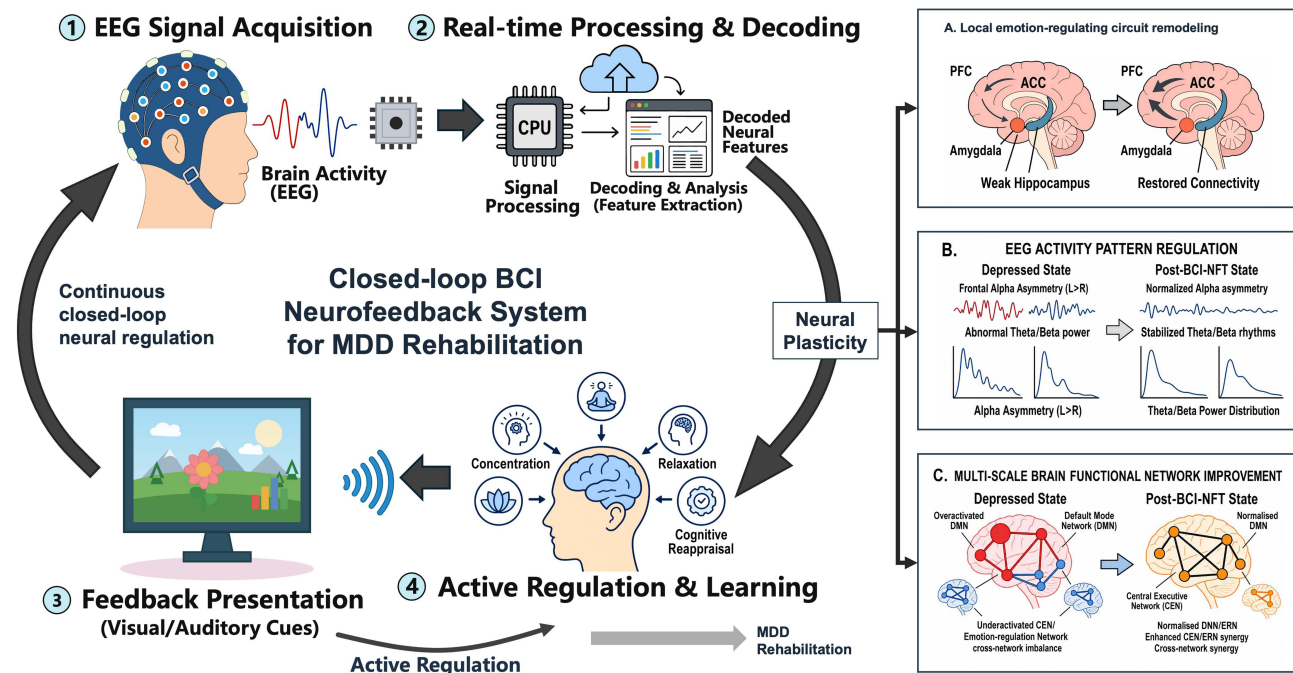 1 EEG Signal Acquisition
Brain Activity
(EEG)
2 Real-time Processing & Decoding
CPU
Signal
Processing
Decoding & Analysis
(Feature Extraction)
Decoded
Neural
Features
Continuous
closed-loop
neural regulation
Closed-loop BCI
Neurofeedback System
for MDD Rehabilitation
Neural
Plasticity
Concentration
Relaxation
Cognitive
Reappraisal
3 Feedback Presentation
(Visual/Auditory Cues)
4 Active Regulation & Learning
Active Regulation
MDD
Rehabilitation
A. Local emotion-regulating circuit remodeling
PFC
ACC
Amygdala
Weak Hippocampus
PFC
ACC
Amygdala
Restored Connectivity
B. EEG ACTIVITY PATTERN REGULATION
Depressed State
Frontal Alpha Asymmetry (L>R)
Abnormal Theta/Beta power
Alpha Asymmetry (L>R)
Post-BCI-NFT State
Normalized Alpha asymmetry
Stabilized Theta/Beta rhythms
Theta/Beta Power Distribution
C. MULTI-SCALE BRAIN FUNCTIONAL NETWORK IMPROVEMENT
Depressed State
Overactivated
DMN
Default Mode
Network (DMN)
Underactivated CEN/
Emotion-regulation Network
cross-network imbalance
Post-BCI-NFT State
Normalised
DMN
Central Executive
Network (CEN)
Normalised DNN/ERN
Enhanced CEN/ERN synergy
Cross-network synergy